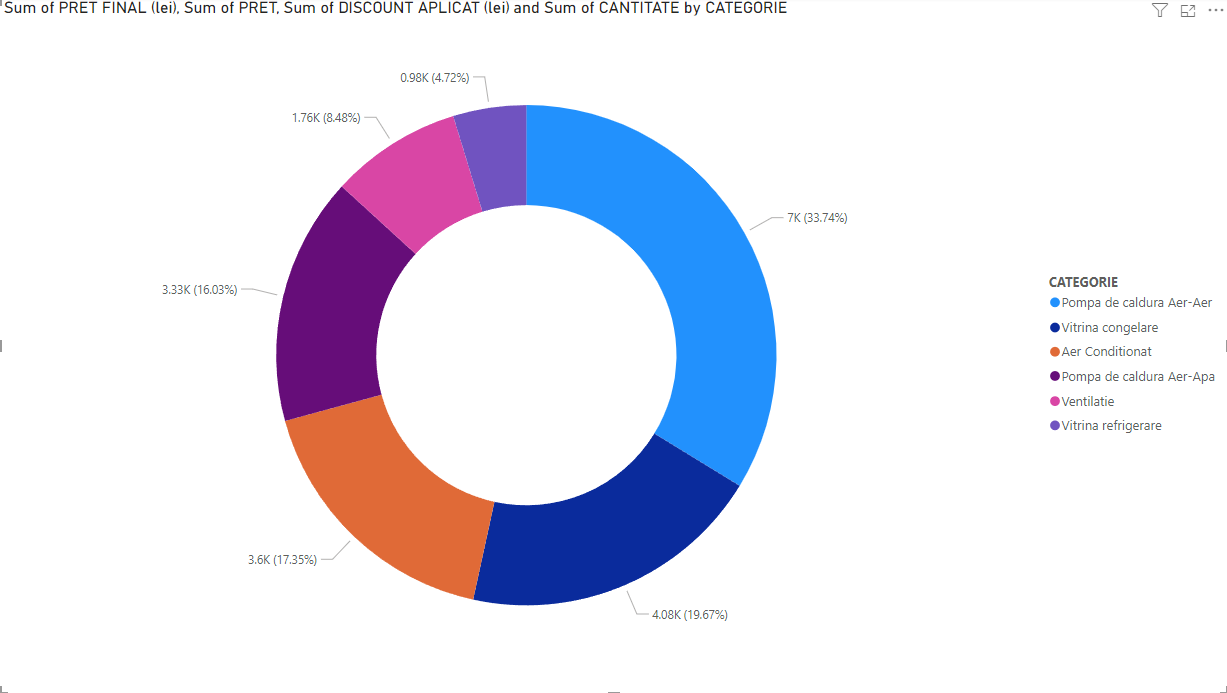 Sum of PRET FINAL (lei), Sum of PRET, Sum of DISCOUNT APLICAT (lei) and Sum of CANTITATE by CATEGORIE
0.98K (4.72%)
1.76K (8.48%)
7K (33.74%)
3.33K (16.03%)
3.6K (17.35%)
4.08K (19.67%)
CATEGORIE
Pompa de caldura Aer-Aer
Vitrina congelare
Aer Conditionat
Pompa de caldura Aer-Apa
Ventilatie
Vitrina refrigerare